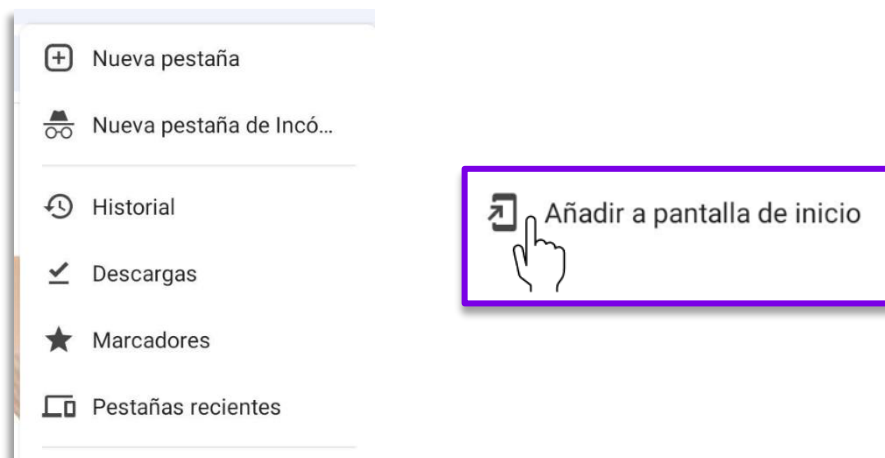 Nueva pestaña
Nueva pestaña de Incó...
Historial
Descargas
Marcadores
Pestañas recientes
Añadir a pantalla de inicio